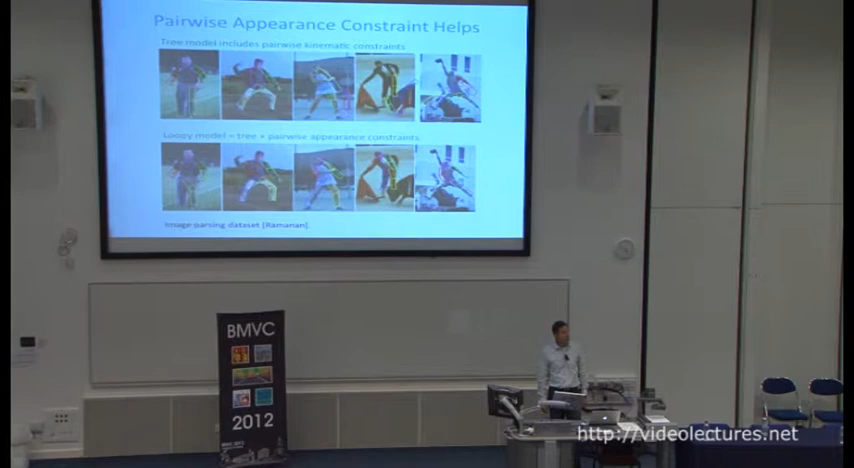 Pairwise Appearance Constraint Helps
Tree model includes pairwise kinematic constraints
Loopy model = tree + pairwise appearance constraints
Image parsing dataset [Ramanan]
BMVC
2012
http://videolectures.net